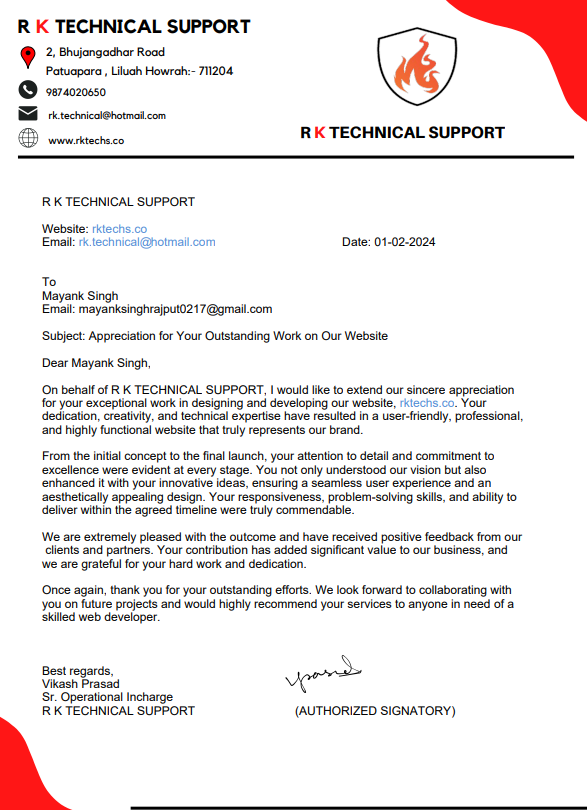 R K TECHNICAL SUPPORT
2, Bhujangadhar Road
Patuapara , Liluah Howrah:- 711204
9874020650
rk.technical@hotmail.com
www.rktechs.co
R K TECHNICAL SUPPORT
R K TECHNICAL SUPPORT
Website: rktechs.co
Email: rk.technical@hotmail.com Date: 01-02-2024
To
Mayank Singh
Email: mayanksinghrajput0217@gmail.com
Subject: Appreciation for Your Outstanding Work on Our Website
Dear Mayank Singh,
On behalf of R K TECHNICAL SUPPORT, I would like to extend our sincere appreciation
for your exceptional work in designing and developing our website, rktechs.co. Your
dedication, creativity, and technical expertise have resulted in a user-friendly, professional,
and highly functional website that truly represents our brand.
From the initial concept to the final launch, your attention to detail and commitment to
excellence were evident at every stage. You not only understood our vision but also
enhanced it with your innovative ideas, ensuring a seamless user experience and an
aesthetically appealing design. Your responsiveness, problem-solving skills, and ability to
deliver within the agreed timeline were truly commendable.
We are extremely pleased with the outcome and have received positive feedback from our
clients and partners. Your contribution has added significant value to our business, and
we are grateful for your hard work and dedication.
Once again, thank you for your outstanding efforts. We look forward to collaborating with
you on future projects and would highly recommend your services to anyone in need of a
skilled web developer.
Best regards,
Vikash Prasad
Sr. Operational Incharge
R K TECHNICAL SUPPORT (AUTHORIZED SIGNATORY)